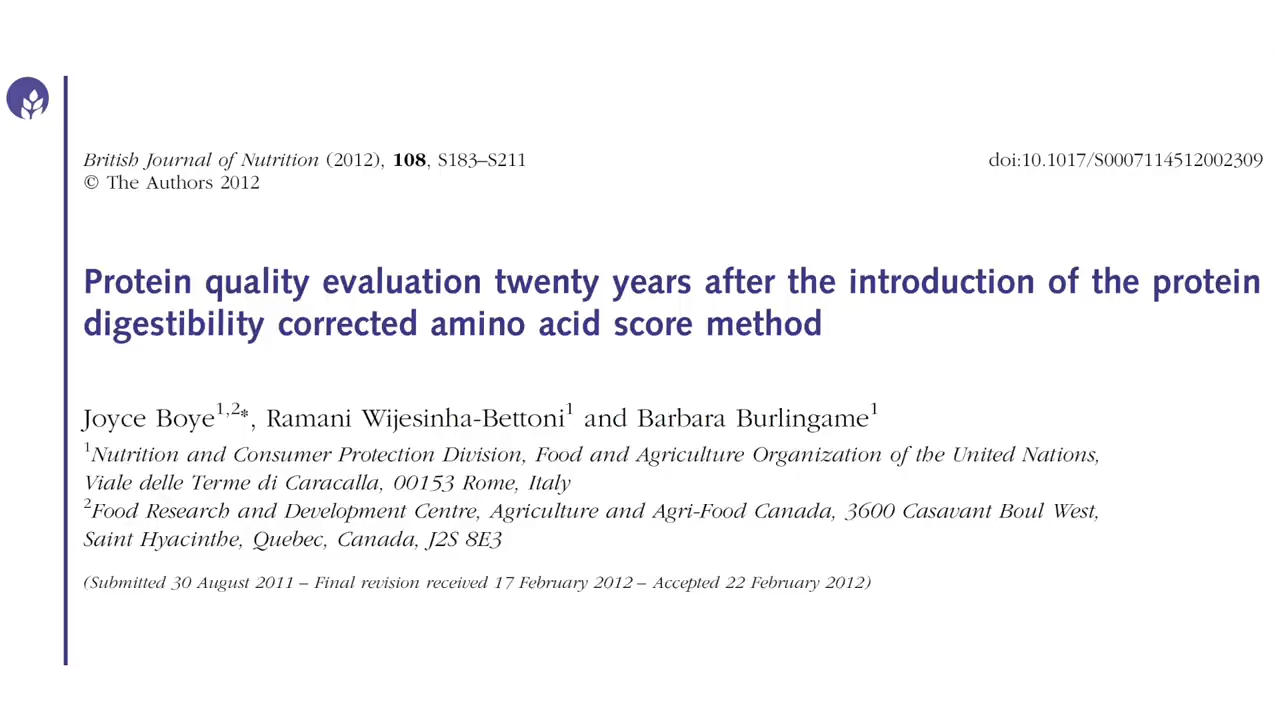 British Journal of Nutrition (2012), 108, S183–S211
doi:10.1017/S0007114512002309
© The Authors 2012
Protein quality evaluation twenty years after the introduction of the protein
digestibility corrected amino acid score method
Joyce Boye1,2*, Ramani Wijesinha-Bettoni1 and Barbara Burlingame1
1Nutrition and Consumer Protection Division, Food and Agriculture Organization of the United Nations,
Viale delle Terme di Caracalla, 00153 Rome, Italy
2Food Research and Development Centre, Agriculture and Agri-Food Canada, 3600 Casavant Boul West,
Saint Hyacinthe, Quebec, Canada, J2S 8E3
(Submitted 30 August 2011 – Final revision received 17 February 2012 – Accepted 22 February 2012)